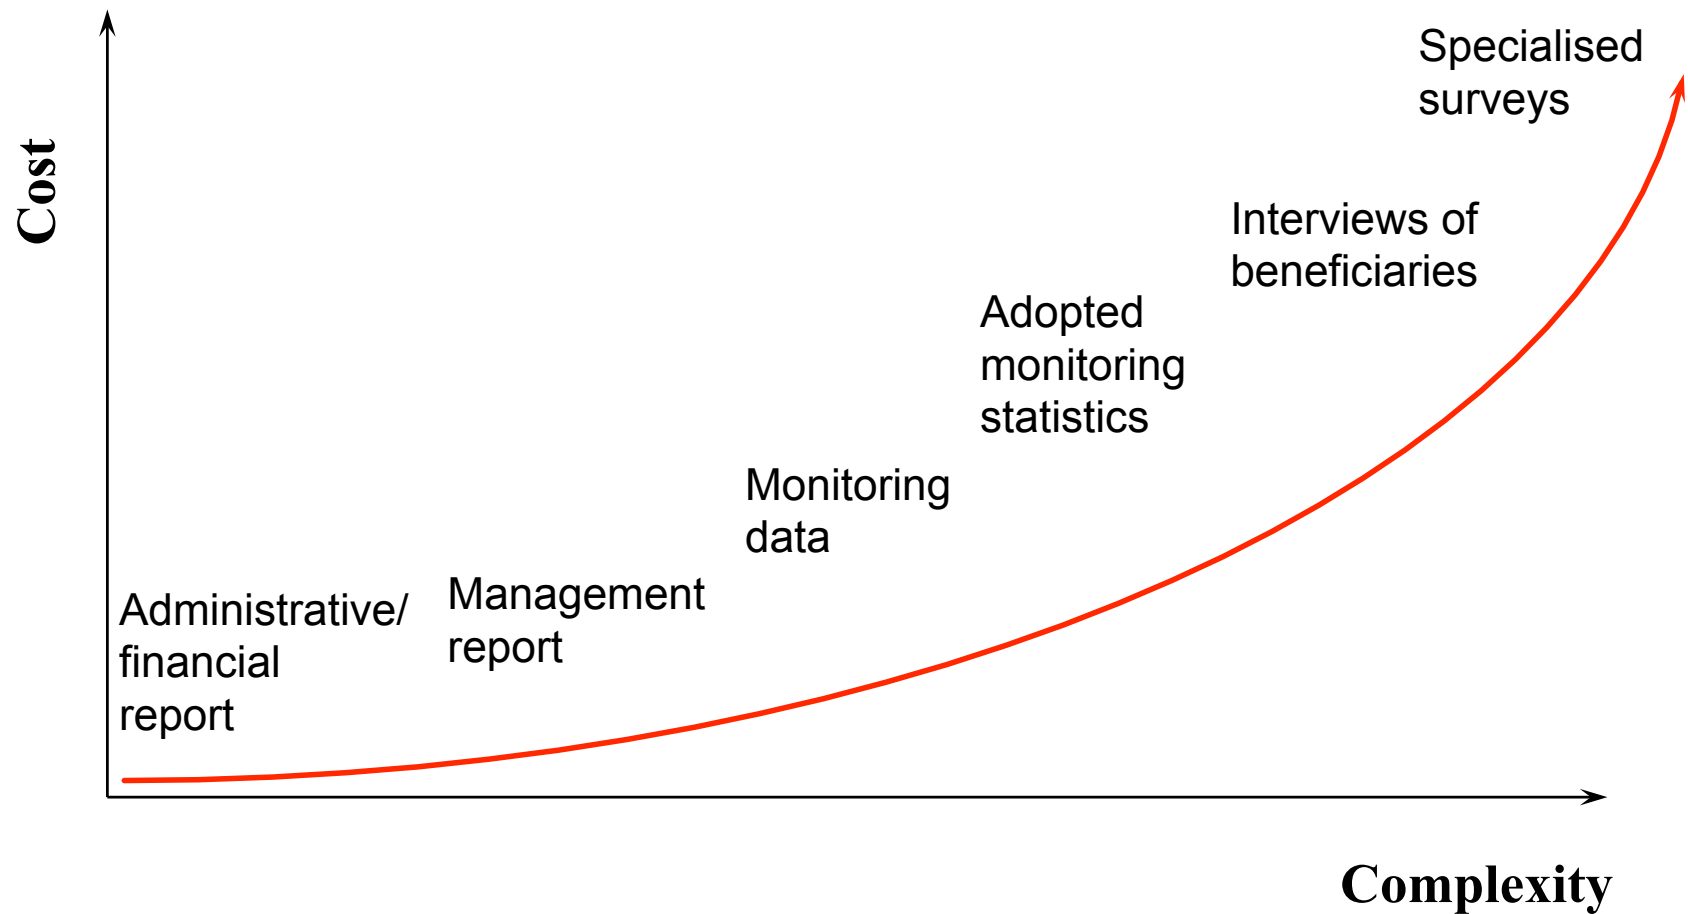 Cost
Specialised
surveys
Interviews of
beneficiaries
Adopted
monitoring
statistics
Monitoring
data
Management
report
Administrative/
financial
report
Complexity